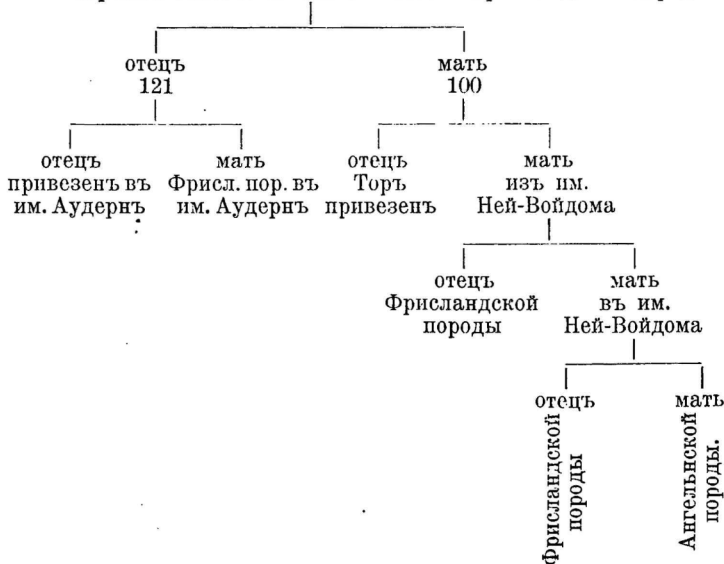 отецъ мать
121 100
отецъ мать отецъ мать
привезенъ въ Фрисл. пор. въ Торъ изъ им.
им. Аудернъ им. Аудернъ привезенъ Ней-Войдома
отецъ мать
Фрисландской въ им.
породы Ней-Войдома
отецъ мать
Фрисландской
породы
Ангельнской
породы.